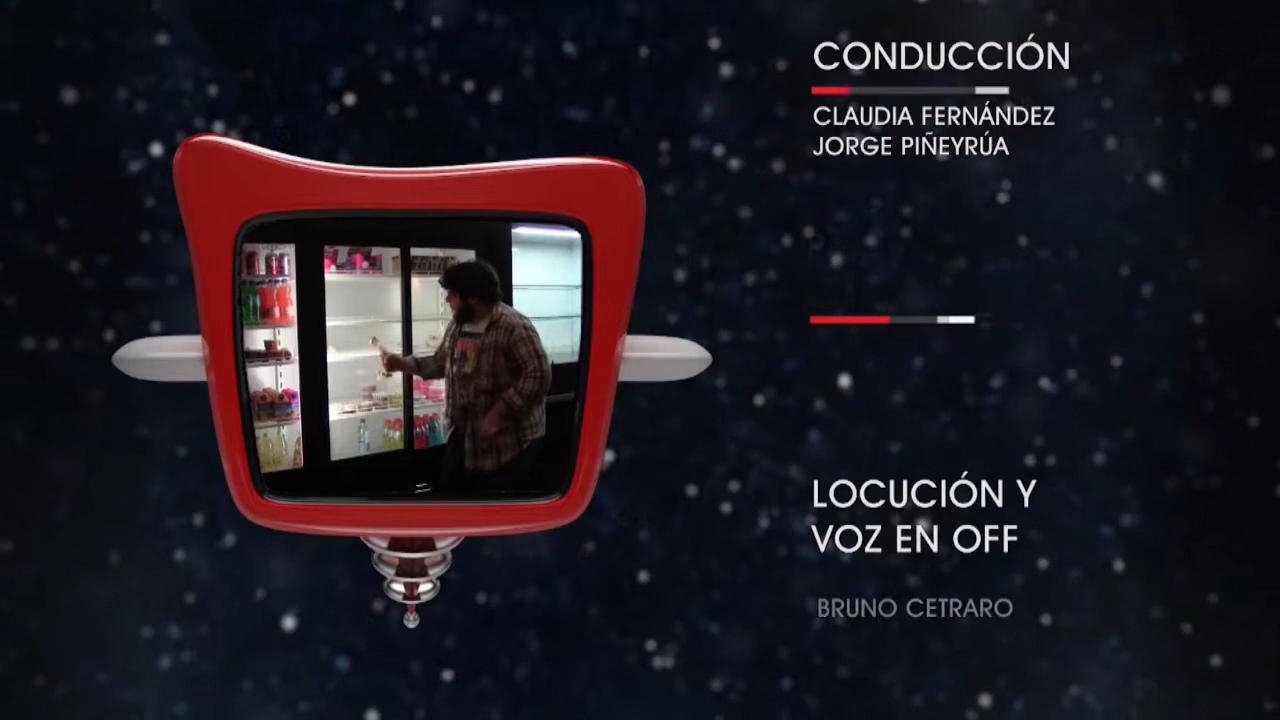 CONDUCCIÓN
CLAUDIA FERNÁNDEZ
JORGE PIÑEYRÚA
LOCUCIÓN Y
VOZ EN OFF
BRUNO CETRARO